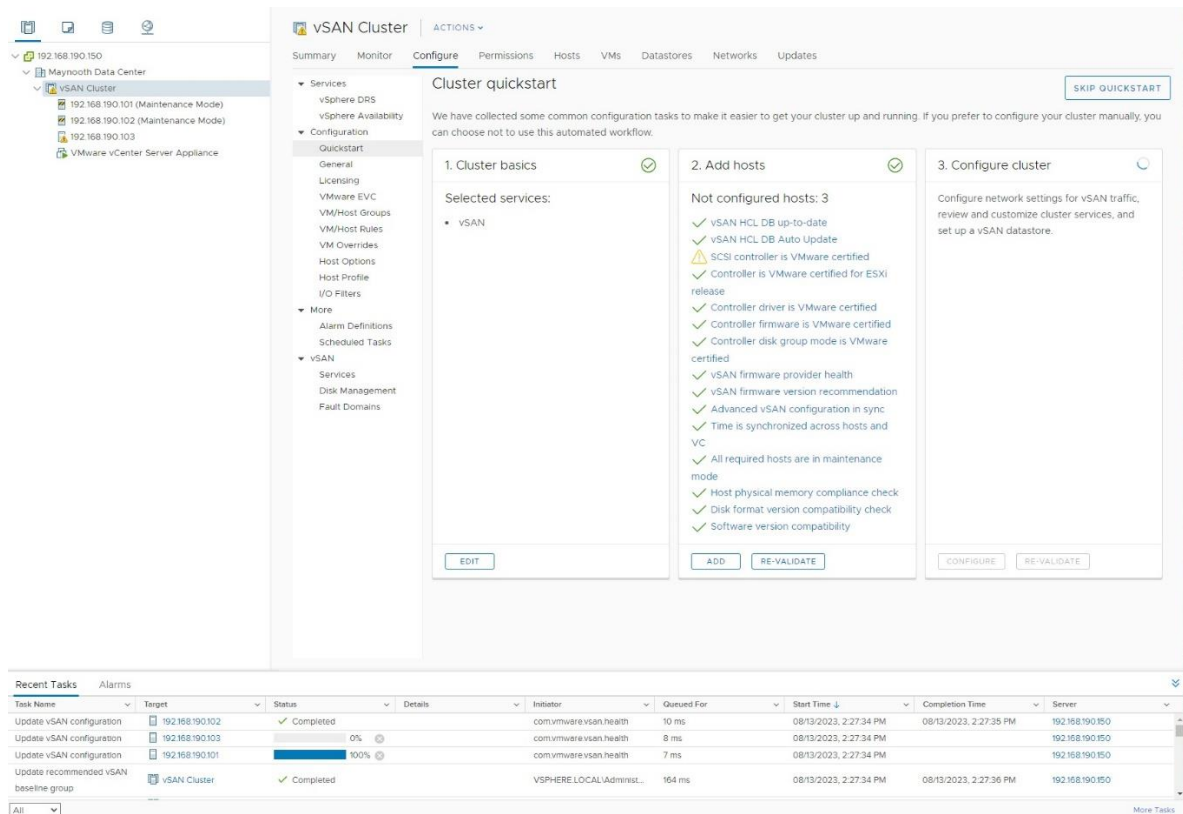 vSAN Cluster
ACTIONS
Summary Monitor Configure Permissions Hosts VMs Datastores Networks Updates
192.168.190.150
Maynooth Data Center
vSAN Cluster
192.168.190.101 (Maintenance Mode)
192.168.190.102 (Maintenance Mode)
192.168.190.103
VMware vCenter Server Appliance
Services
vSphere DRS
vSphere Availability
Configuration
Quickstart
General
Licensing
VMware EVC
VM/Host Groups
VM/Host Rules
VM Overrides
Host Options
Host Profile
I/O Filters
More
Alarm Definitions
Scheduled Tasks
vSAN
Services
Disk Management
Fault Domains
Cluster quickstart
SKIP QUICKSTART
We have collected some common configuration tasks to make it easier to get your cluster up and running. If you prefer to configure your cluster manually, you
can choose not to use this automated workflow.
1. Cluster basics
Selected services:
• vSAN
EDIT
2. Add hosts
Not configured hosts: 3
vSAN HCL DB up-to-date
vSAN HCL DB Auto Update
SCSI controller is VMware certified
Controller is VMware certified for ESXi
release
Controller driver is VMware certified
Controller firmware is VMware certified
Controller disk group mode is VMware
certified
vSAN firmware provider health
vSAN firmware version recommendation
Advanced vSAN configuration in sync
Time is synchronized across hosts and
VC
All required hosts are in maintenance
mode
Host physical memory compliance check
Disk format version compatibility check
Software version compatibility
ADD RE-VALIDATE
3. Configure cluster
Configure network settings for vSAN traffic,
review and customize cluster services, and
set up a vSAN datastore.
CONFIGURE RE-VALIDATE
Recent Tasks Alarms
Task Name Target Status Details Initiator Queued For Start Time Completion Time Server
Update vSAN configuration 192.168.190.102 Completed com.vmware.vsan.health 10 ms 08/13/2023, 2:27:34 PM 08/13/2023, 2:27:35 PM 192.168.190.150
Update vSAN configuration 192.168.190.103 0% com.vmware.vsan.health 8 ms 08/13/2023, 2:27:34 PM 192.168.190.150
Update vSAN configuration 192.168.190.101 100% com.vmware.vsan.health 7 ms 08/13/2023, 2:27:34 PM 192.168.190.150
Update recommended vSAN
baseline group vSAN Cluster Completed VSPHERE.LOCAL\Administ... 164 ms 08/13/2023, 2:27:34 PM 08/13/2023, 2:27:36 PM 192.168.190.150
All More Tasks